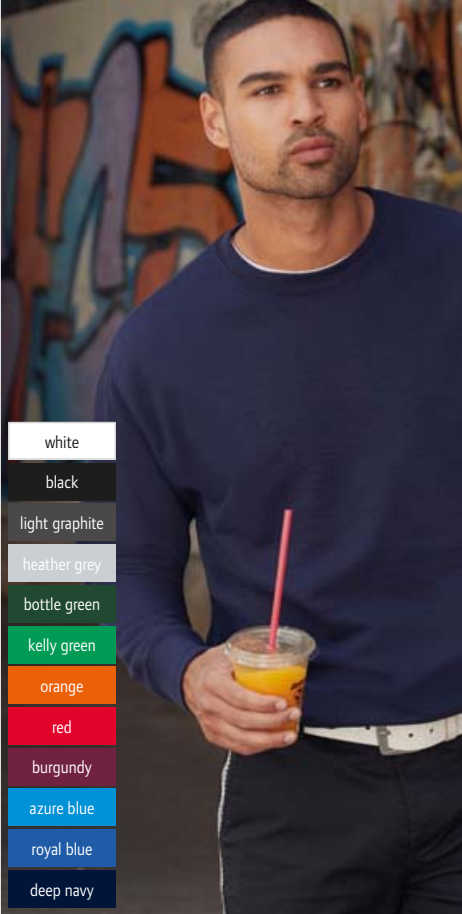 white
black
light graphite
heather grey
bottle green
kelly green
orange
red
burgundy
azure blue
royal blue
deep navy